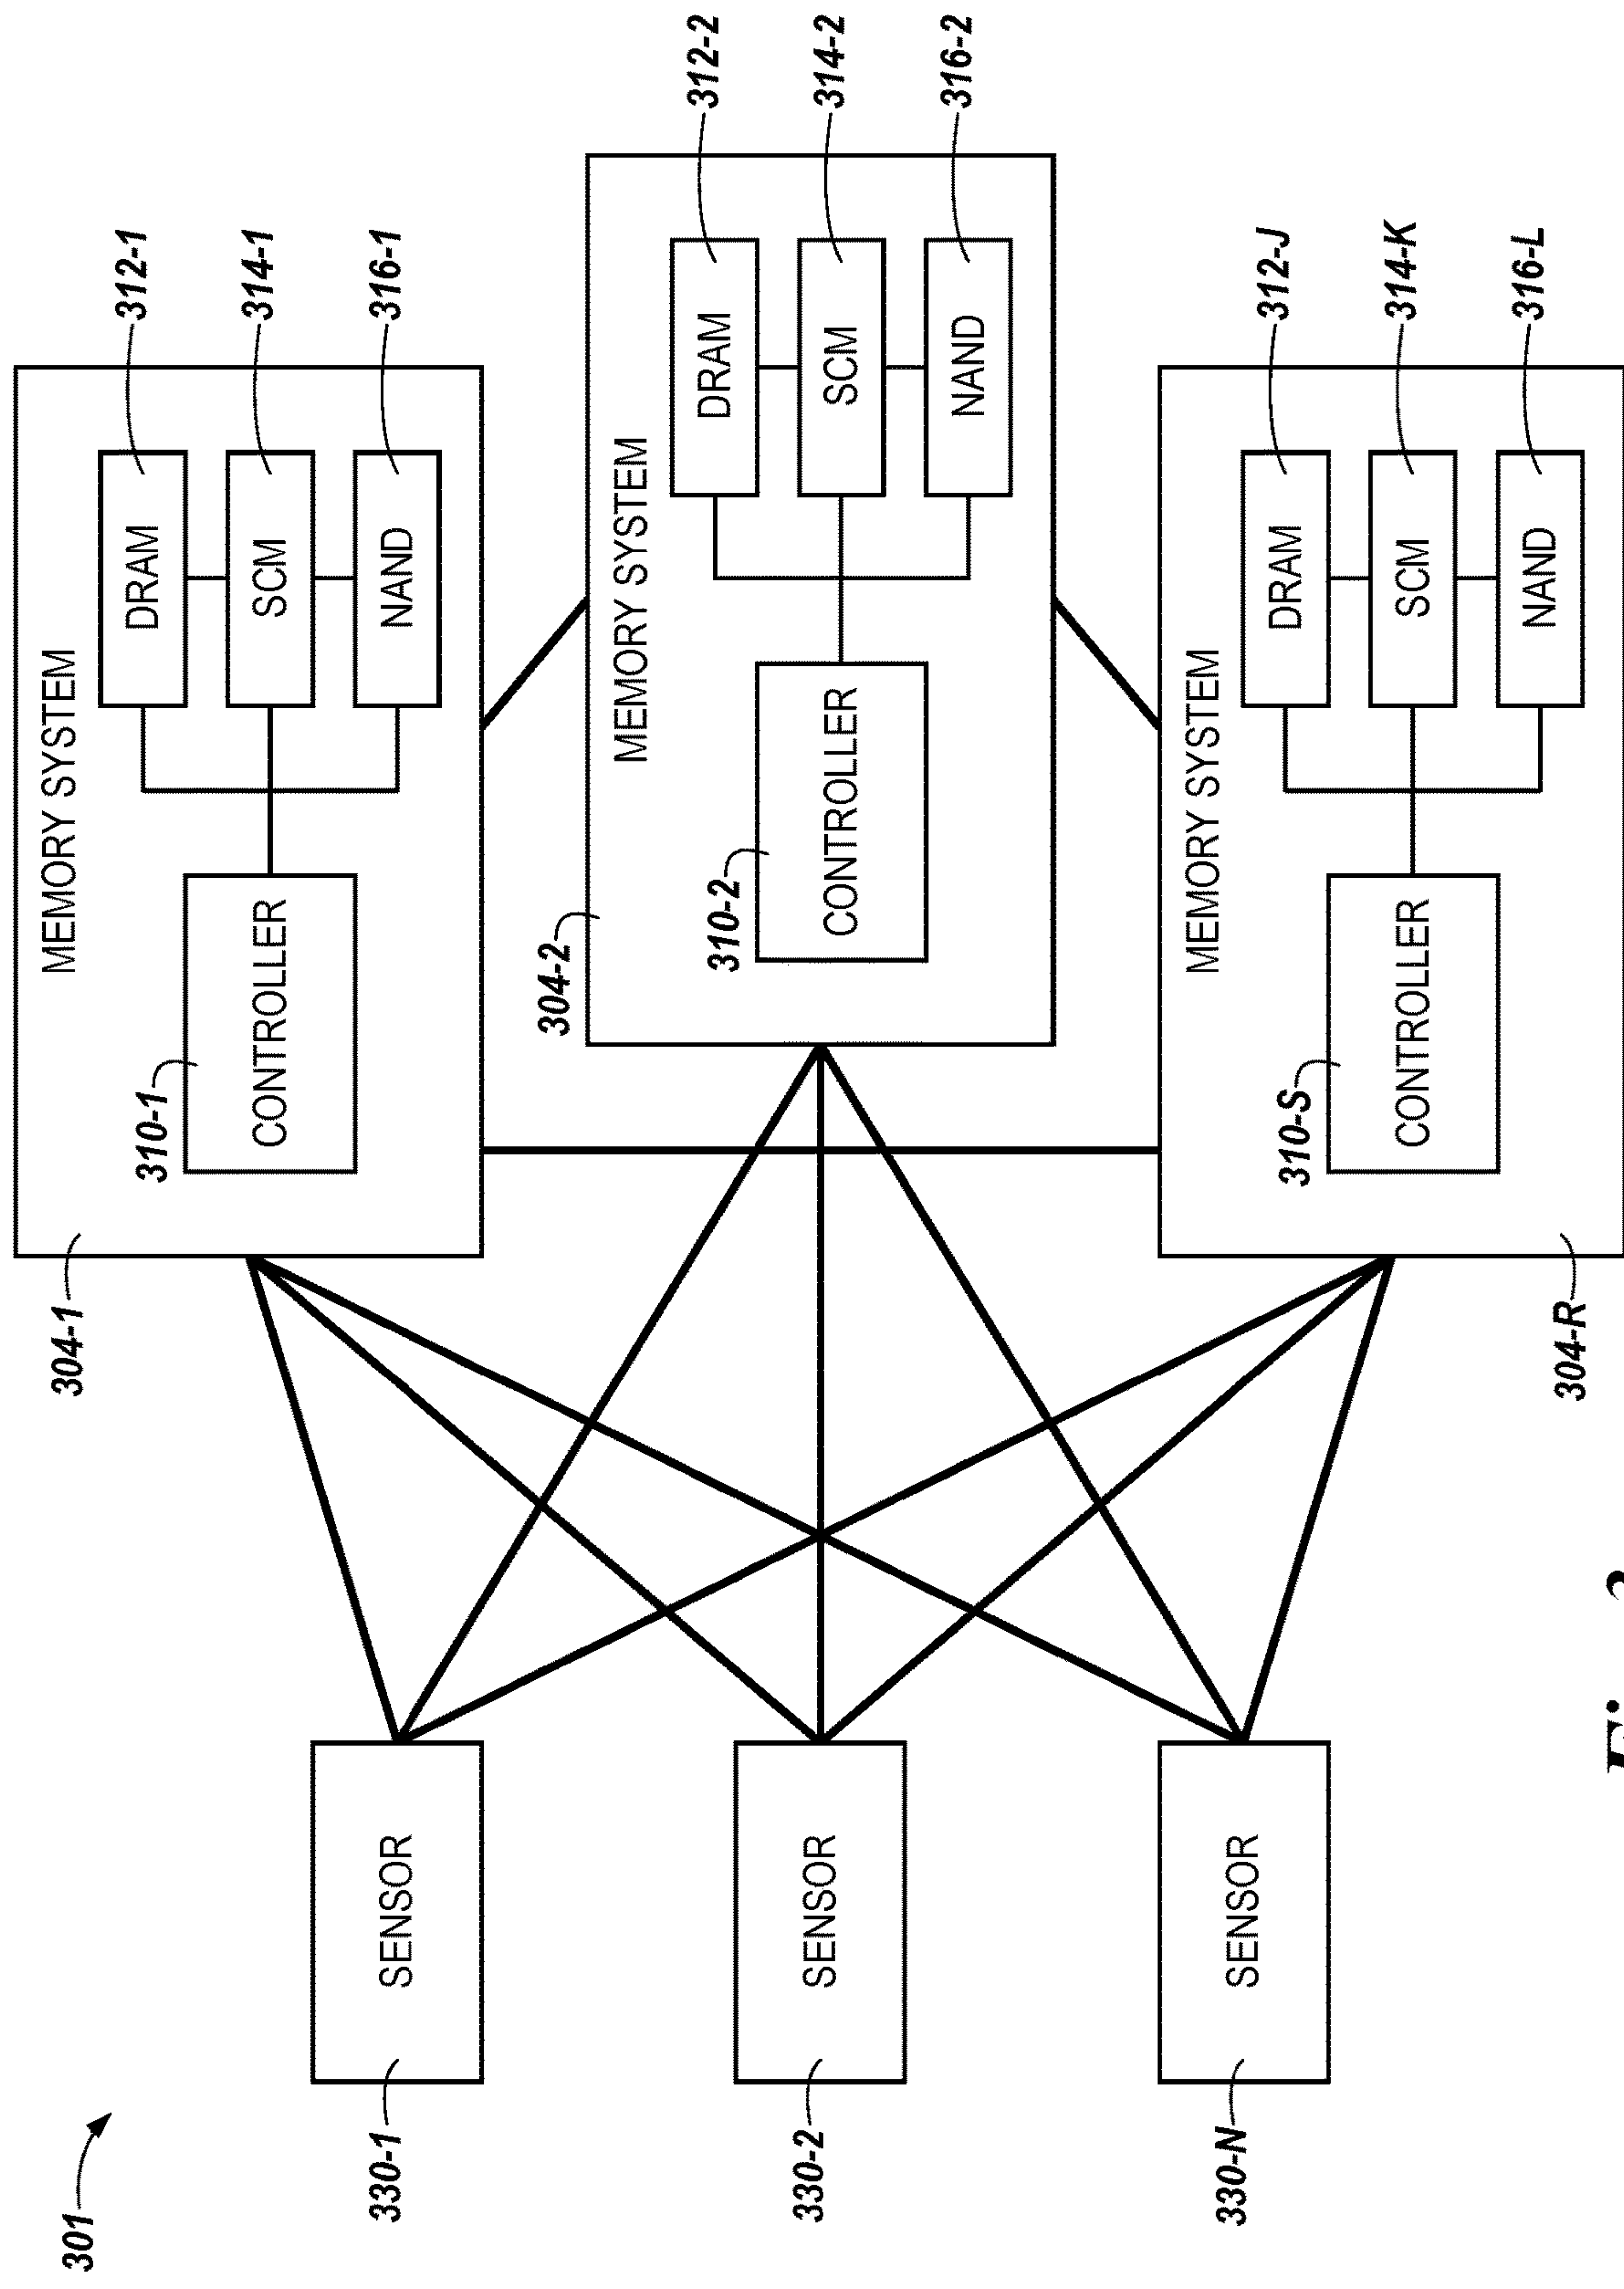 301
304-1
MEMORY SYSTEM
310-1
CONTROLLER
DRAM
312-1
SCM
314-1
NAND
316-1
330-1
SENSOR
304-2
MEMORY SYSTEM
310-2
CONTROLLER
DRAM
312-2
SCM
314-2
NAND
316-2
330-2
SENSOR
MEMORY SYSTEM
310-S
CONTROLLER
DRAM
312-J
SCM
314-K
NAND
316-L
304-R
330-N
SENSOR